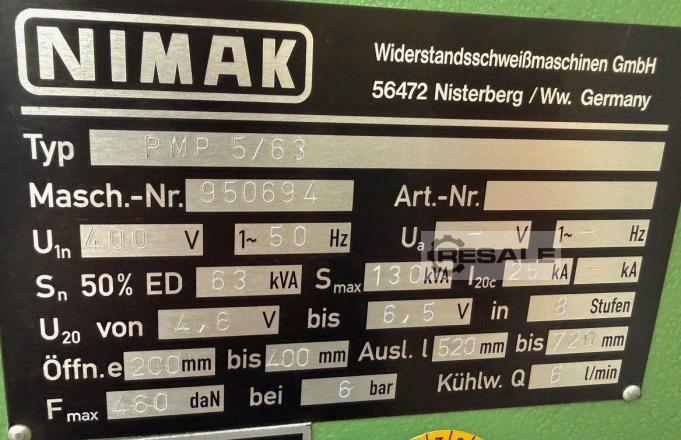 NIMAK
Widerstandsschweißmaschinen GmbH
56472 Nisterberg / Ww. Germany
Typ PMP 5/63
Masch.-Nr. 950694 Art.-Nr.
U1n 400 V 1~ 50 Hz Ua - V 1~ - Hz
RESALE
Sn 50% ED 63 kVA Smax 130 kVA I20c 25 kA - kA
U20 von 4,6 V bis 6,5 V in 8 Stufen
Öffn.e 200 mm bis 400 mm Ausl. l 520 mm bis 720 mm
Fmax 460 daN bei 6 bar Kühlw. Q 6 l/min